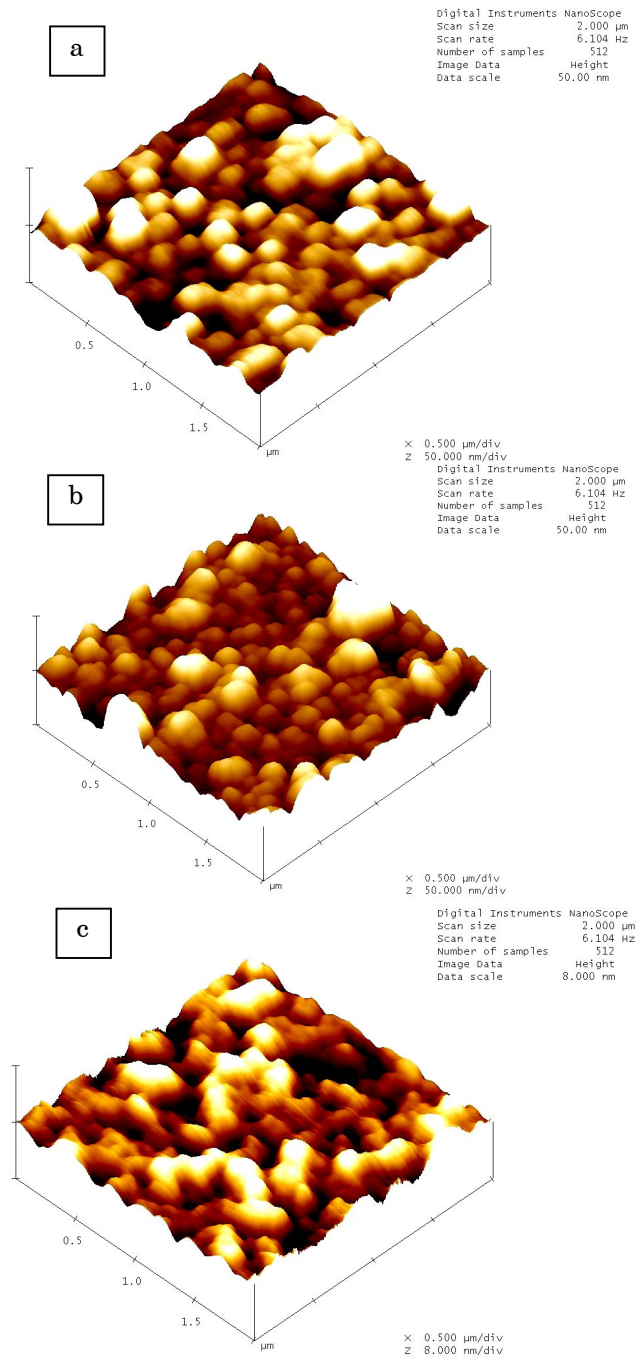 a
Digital Instruments NanoScope
Scan size 2.000 µm
Scan rate 6.104 Hz
Number of samples 512
Image Data Height
Data scale 50.00 nm
0.5
1.0
1.5
µm
X 0.500 µm/div
Z 50.000 nm/div
b
Digital Instruments NanoScope
Scan size 2.000 µm
Scan rate 6.104 Hz
Number of samples 512
Image Data Height
Data scale 50.00 nm
0.5
1.0
1.5
µm
X 0.500 µm/div
Z 50.000 nm/div
c
Digital Instruments NanoScope
Scan size 2.000 µm
Scan rate 6.104 Hz
Number of samples 512
Image Data Height
Data scale 8.000 nm
0.5
1.0
1.5
µm
X 0.500 µm/div
Z 8.000 nm/div